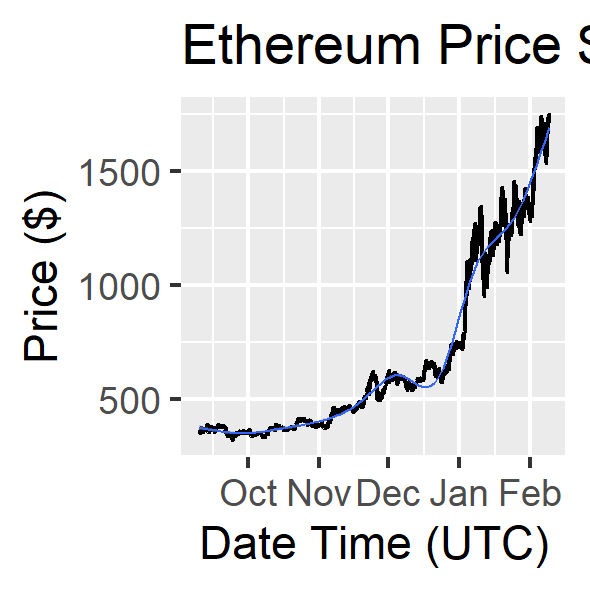 Ethereum Price
Price ($)
1500
1000
500
Oct Nov Dec Jan Feb
Date Time (UTC)